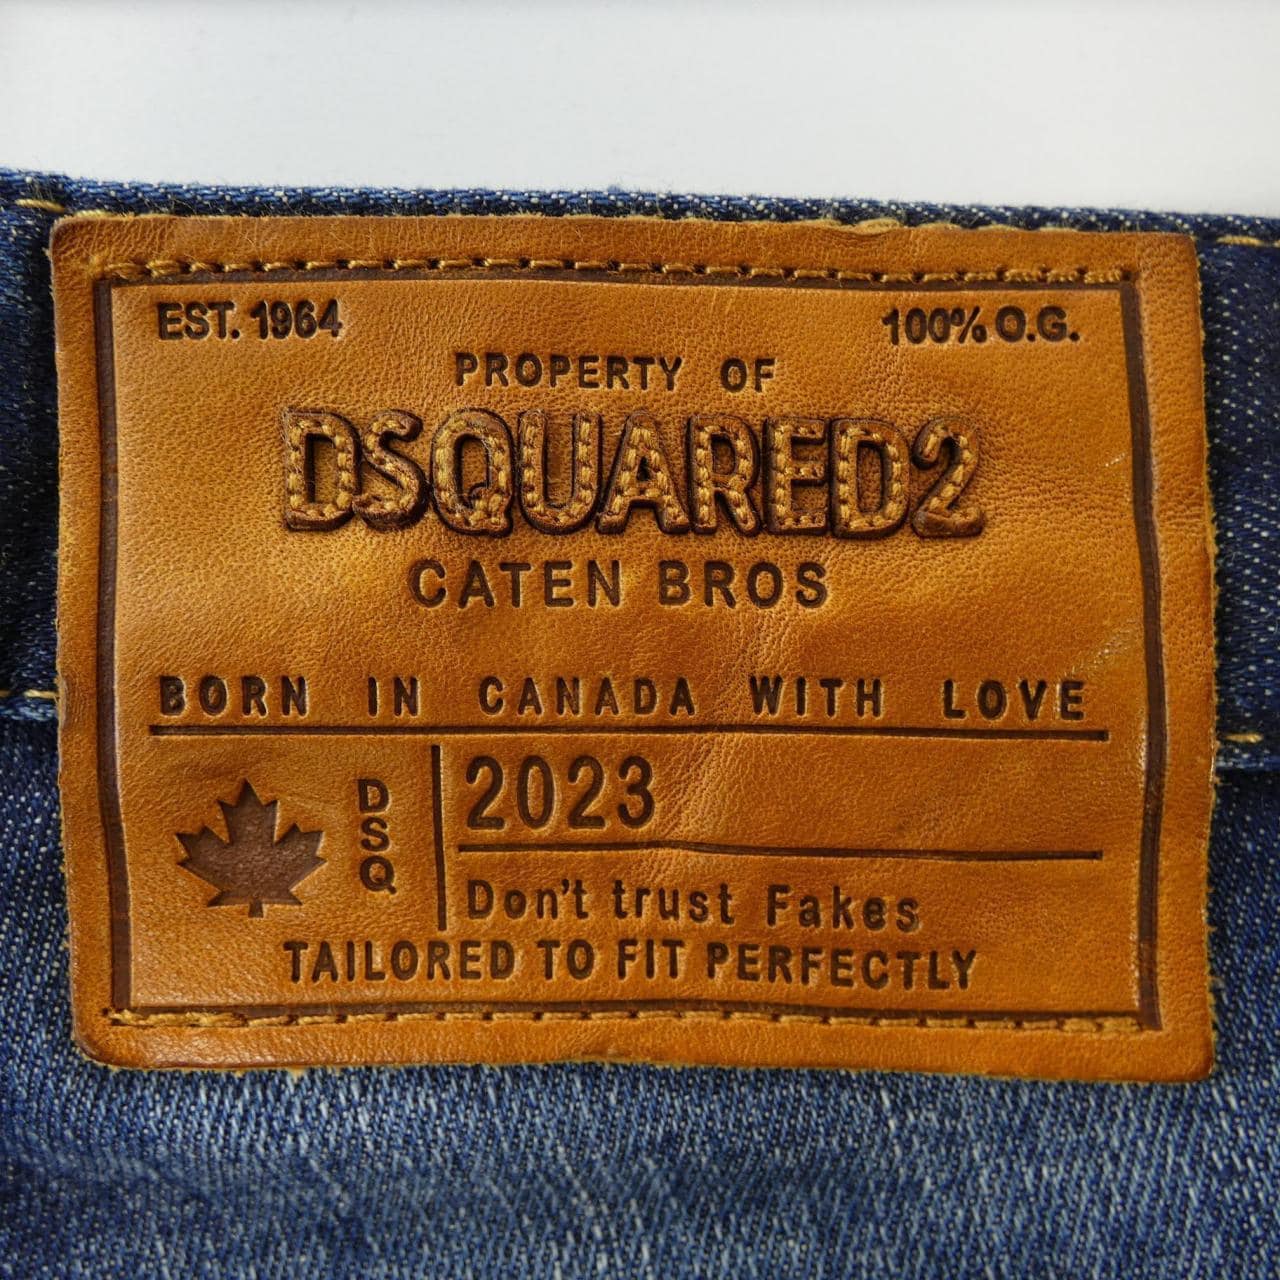 EST. 1964
100% O.G.
PROPERTY OF
DSQUARED2
CATEN BROS
BORN IN CANADA WITH LOVE
DSQ
2023
Don't trust Fakes
TAILORED TO FIT PERFECTLY